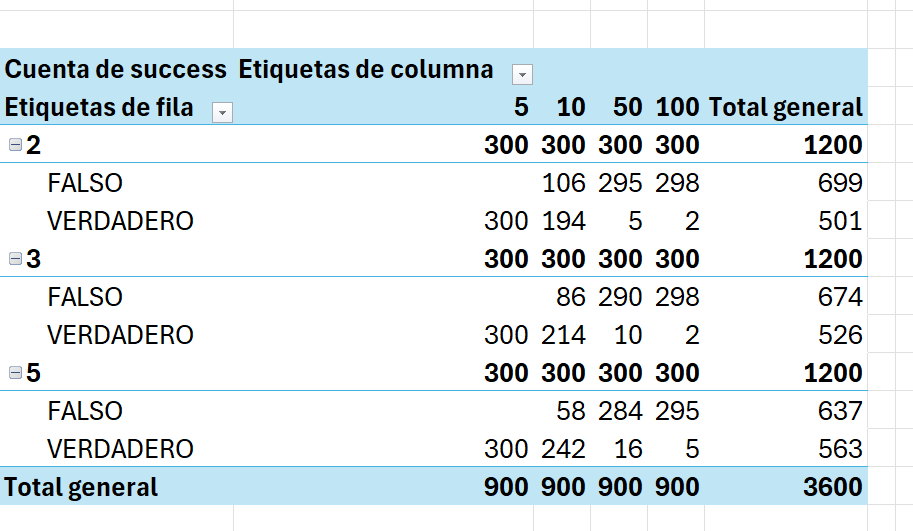 Cuenta de success Etiquetas de columna
Etiquetas de fila 5 10 50 100 Total general
2 300 300 300 300 1200
FALSO 106 295 298 699
VERDADERO 300 194 5 2 501
3 300 300 300 300 1200
FALSO 86 290 298 674
VERDADERO 300 214 10 2 526
5 300 300 300 300 1200
FALSO 58 284 295 637
VERDADERO 300 242 16 5 563
Total general 900 900 900 900 3600